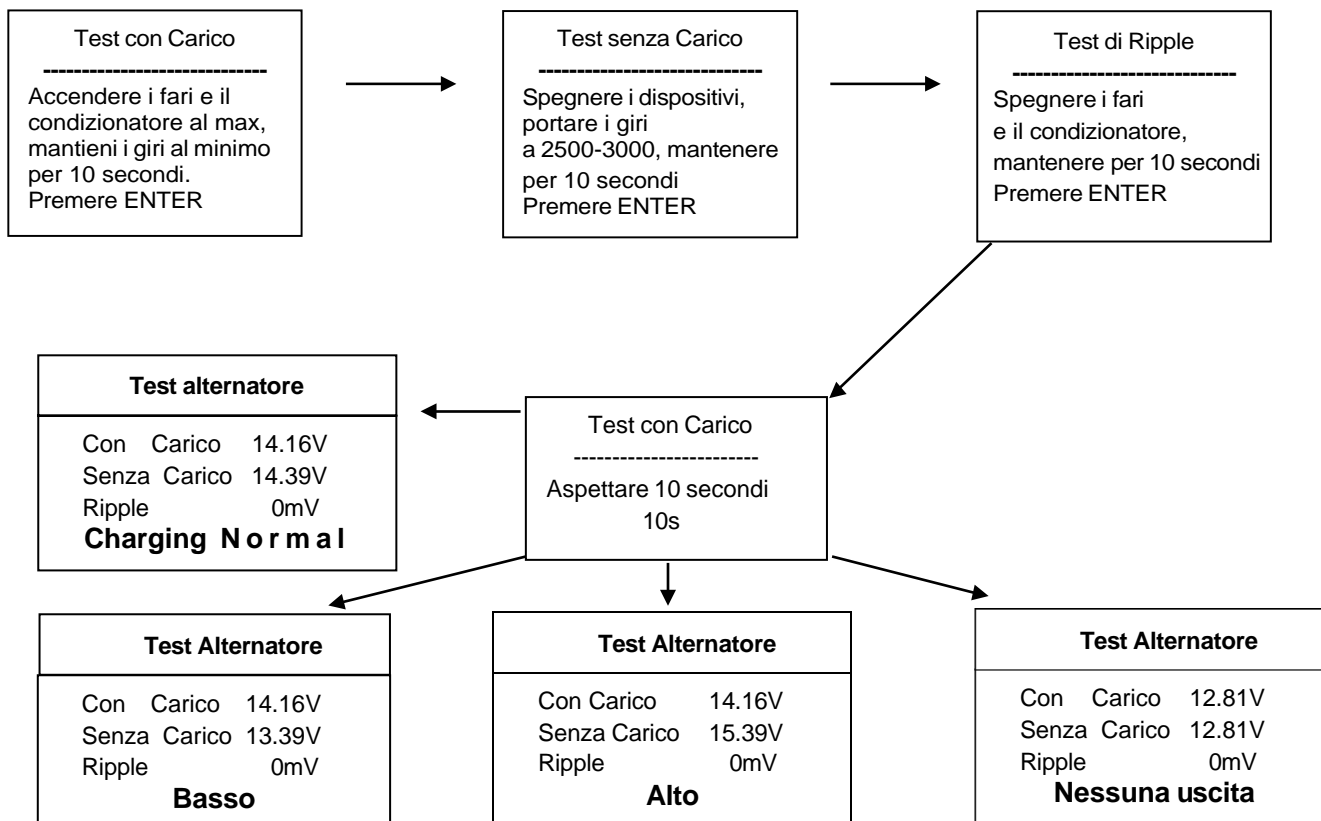 Test con Carico
-----------------------------
Accendere i fari e il
condizionatore al max,
mantieni i giri al minimo
per 10 secondi.
Premere ENTER
Test senza Carico
-----------------------------
Spegnere i dispositivi,
portare i giri
a 2500-3000, mantenere
per 10 secondi
Premere ENTER
Test di Ripple
-----------------------------
Spegnere i fari
e il condizionatore,
mantenere per 10 secondi
Premere ENTER
Test alternatore
Con Carico 14.16V
Senza Carico 14.39V
Ripple 0mV
Charging Normal
Test con Carico
------------------------
Aspettare 10 secondi
10s
Test Alternatore
Con Carico 14.16V
Senza Carico 13.39V
Ripple 0mV
Basso
Test Alternatore
Con Carico 14.16V
Senza Carico 15.39V
Ripple 0mV
Alto
Test Alternatore
Con Carico 12.81V
Senza Carico 12.81V
Ripple 0mV
Nessuna uscita